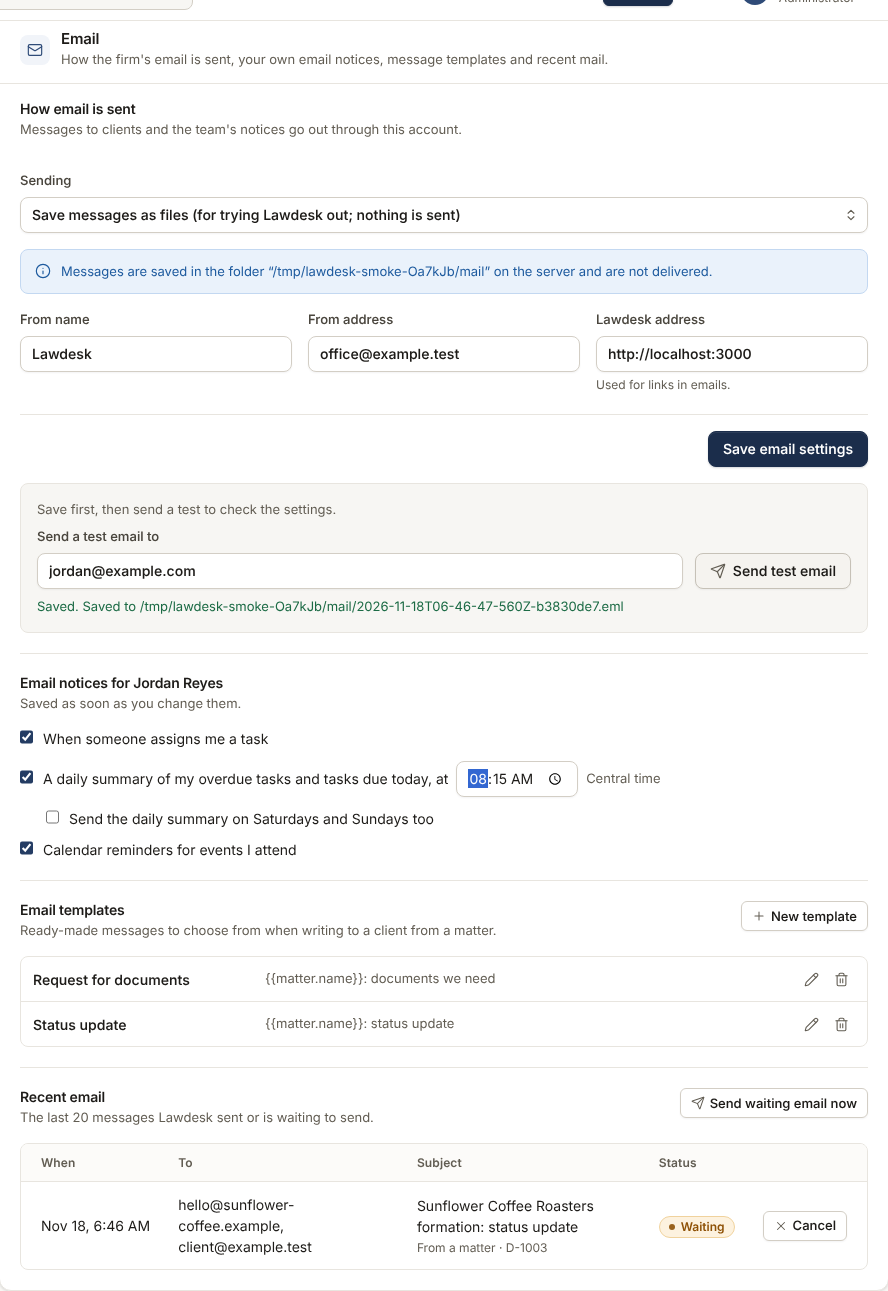 Email
How the firm's email is sent, your own email notices, message templates and recent mail.
How email is sent
Messages to clients and the team's notices go out through this account.
Sending
Save messages as files (for trying Lawdesk out; nothing is sent)
Messages are saved in the folder “/tmp/lawdesk-smoke-Oa7kJb/mail” on the server and are not delivered.
From name
From address
Lawdesk address
Lawdesk
office@example.test
http://localhost:3000
Used for links in emails.
Save email settings
Save first, then send a test to check the settings.
Send a test email to
jordan@example.com
Send test email
Saved. Saved to /tmp/lawdesk-smoke-Oa7kJb/mail/2026-11-18T06-46-47-560Z-b3830de7.eml
Email notices for Jordan Reyes
Saved as soon as you change them.
When someone assigns me a task
A daily summary of my overdue tasks and tasks due today, at 08:15 AM Central time
Send the daily summary on Saturdays and Sundays too
Calendar reminders for events I attend
Email templates
Ready-made messages to choose from when writing to a client from a matter.
New template
Request for documents
{{matter.name}}: documents we need
Status update
{{matter.name}}: status update
Recent email
The last 20 messages Lawdesk sent or is waiting to send.
Send waiting email now
When
To
Subject
Status
Nov 18, 6:46 AM
hello@sunflower-
coffee.example,
client@example.test
Sunflower Coffee Roasters
formation: status update
From a matter · D-1003
Waiting
Cancel